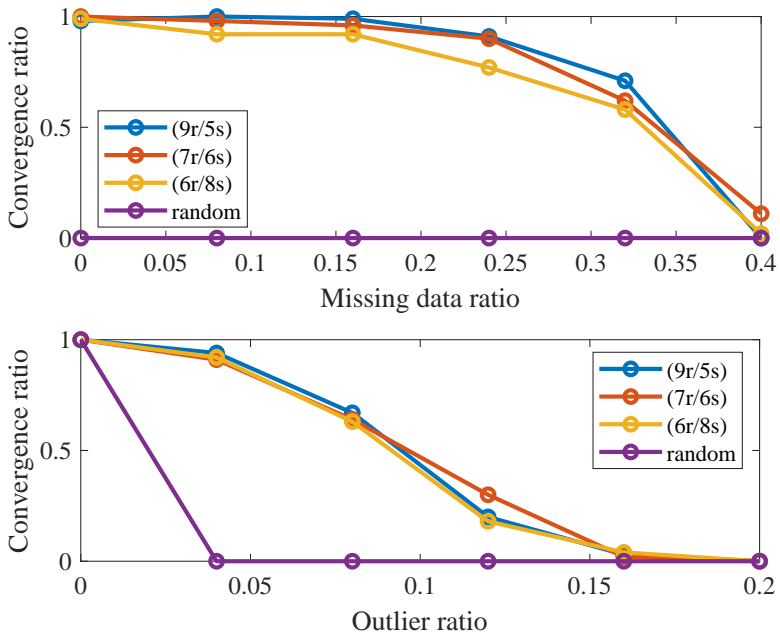 Convergence ratio
1
0.5
0
(9r/5s)
(7r/6s)
(6r/8s)
random
0 0.05 0.1 0.15 0.2 0.25 0.3 0.35 0.4
Missing data ratio
Convergence ratio
1
0.5
0
(9r/5s)
(7r/6s)
(6r/8s)
random
0 0.05 0.1 0.15 0.2
Outlier ratio